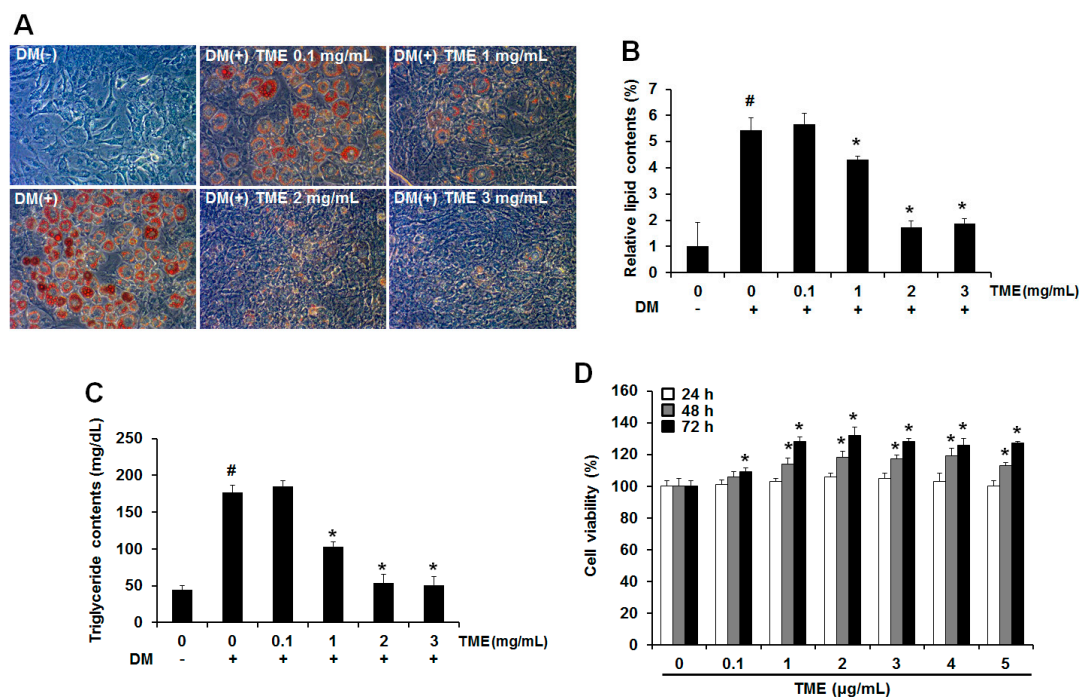 A
DM(-)
DM(+) TME 0.1 mg/mL
DM(+) TME 1 mg/mL
DM(+)
DM(+) TME 2 mg/mL
DM(+) TME 3 mg/mL
B
Relative lipid contents (%)
7
6
5
4
3
2
1
0
#
*
*
*
0 0 0.1 1 2 3 TME(mg/mL)
DM - + + + + +
C
Triglyceride contents (mg/dL)
250
200
150
100
50
0
#
*
*
*
0 0 0.1 1 2 3 TME(mg/mL)
DM - + + + + +
D
Cell viability (%)
160
140
120
100
80
60
40
20
0
24 h
48 h
72 h
*
* *
* *
* *
* *
* *
0 0.1 1 2 3 4 5
TME (μg/mL)